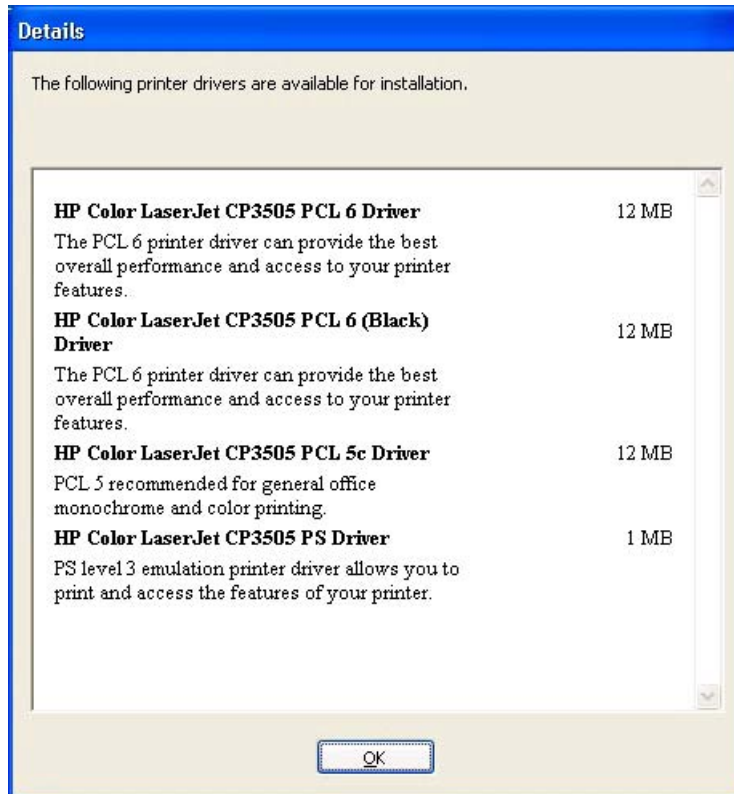 Details
The following printer drivers are available for installation.
HP Color LaserJet CP3505 PCL 6 Driver 12 MB
The PCL 6 printer driver can provide the best
overall performance and access to your printer
features.
HP Color LaserJet CP3505 PCL 6 (Black)
Driver 12 MB
The PCL 6 printer driver can provide the best
overall performance and access to your printer
features.
HP Color LaserJet CP3505 PCL 5c Driver 12 MB
PCL 5 recommended for general office
monochrome and color printing.
HP Color LaserJet CP3505 PS Driver 1 MB
PS level 3 emulation printer driver allows you to
print and access the features of your printer.
OK